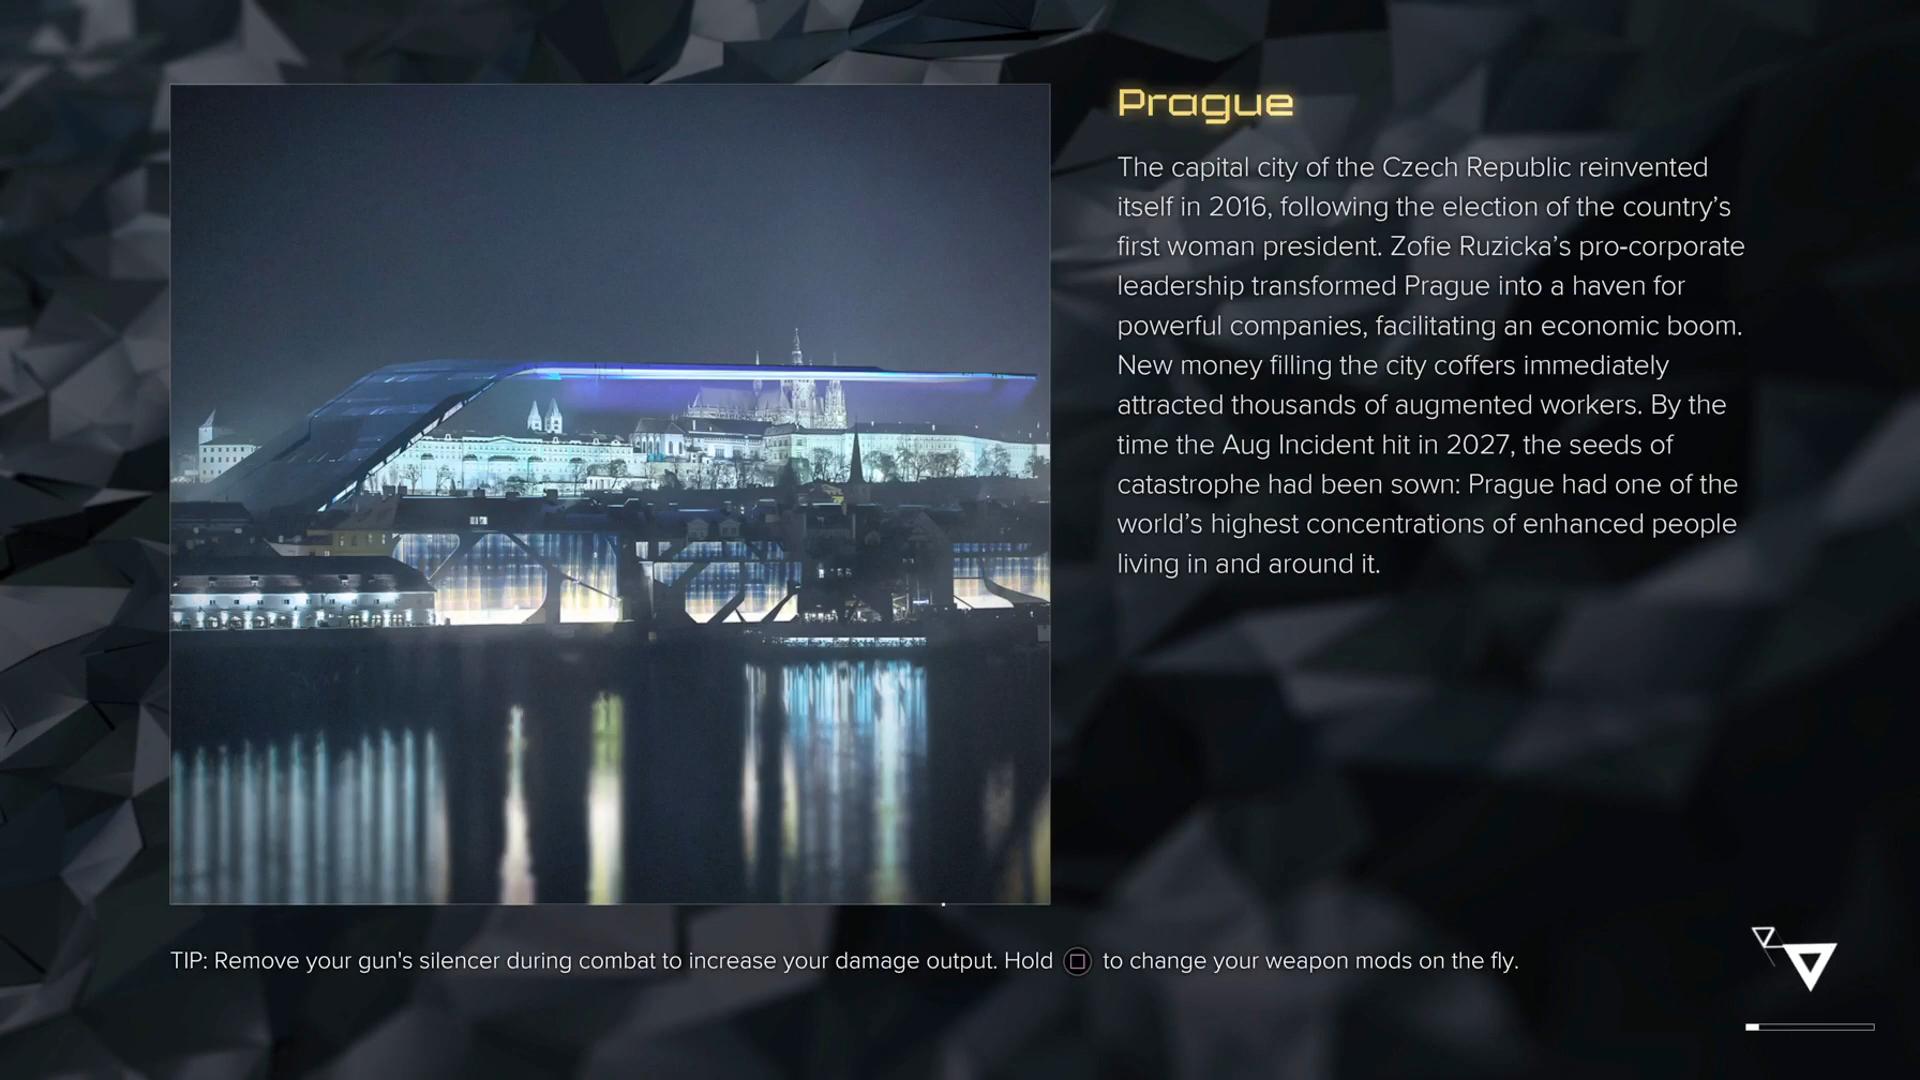 Prague
The capital city of the Czech Republic reinvented
itself in 2016, following the election of the country’s
first woman president. Zofie Ruzicka’s pro-corporate
leadership transformed Prague into a haven for
powerful companies, facilitating an economic boom.
New money filling the city coffers immediately
attracted thousands of augmented workers. By the
time the Aug Incident hit in 2027, the seeds of
catastrophe had been sown: Prague had one of the
world’s highest concentrations of enhanced people
living in and around it.
TIP: Remove your gun's silencer during combat to increase your damage output. Hold to change your weapon mods on the fly.